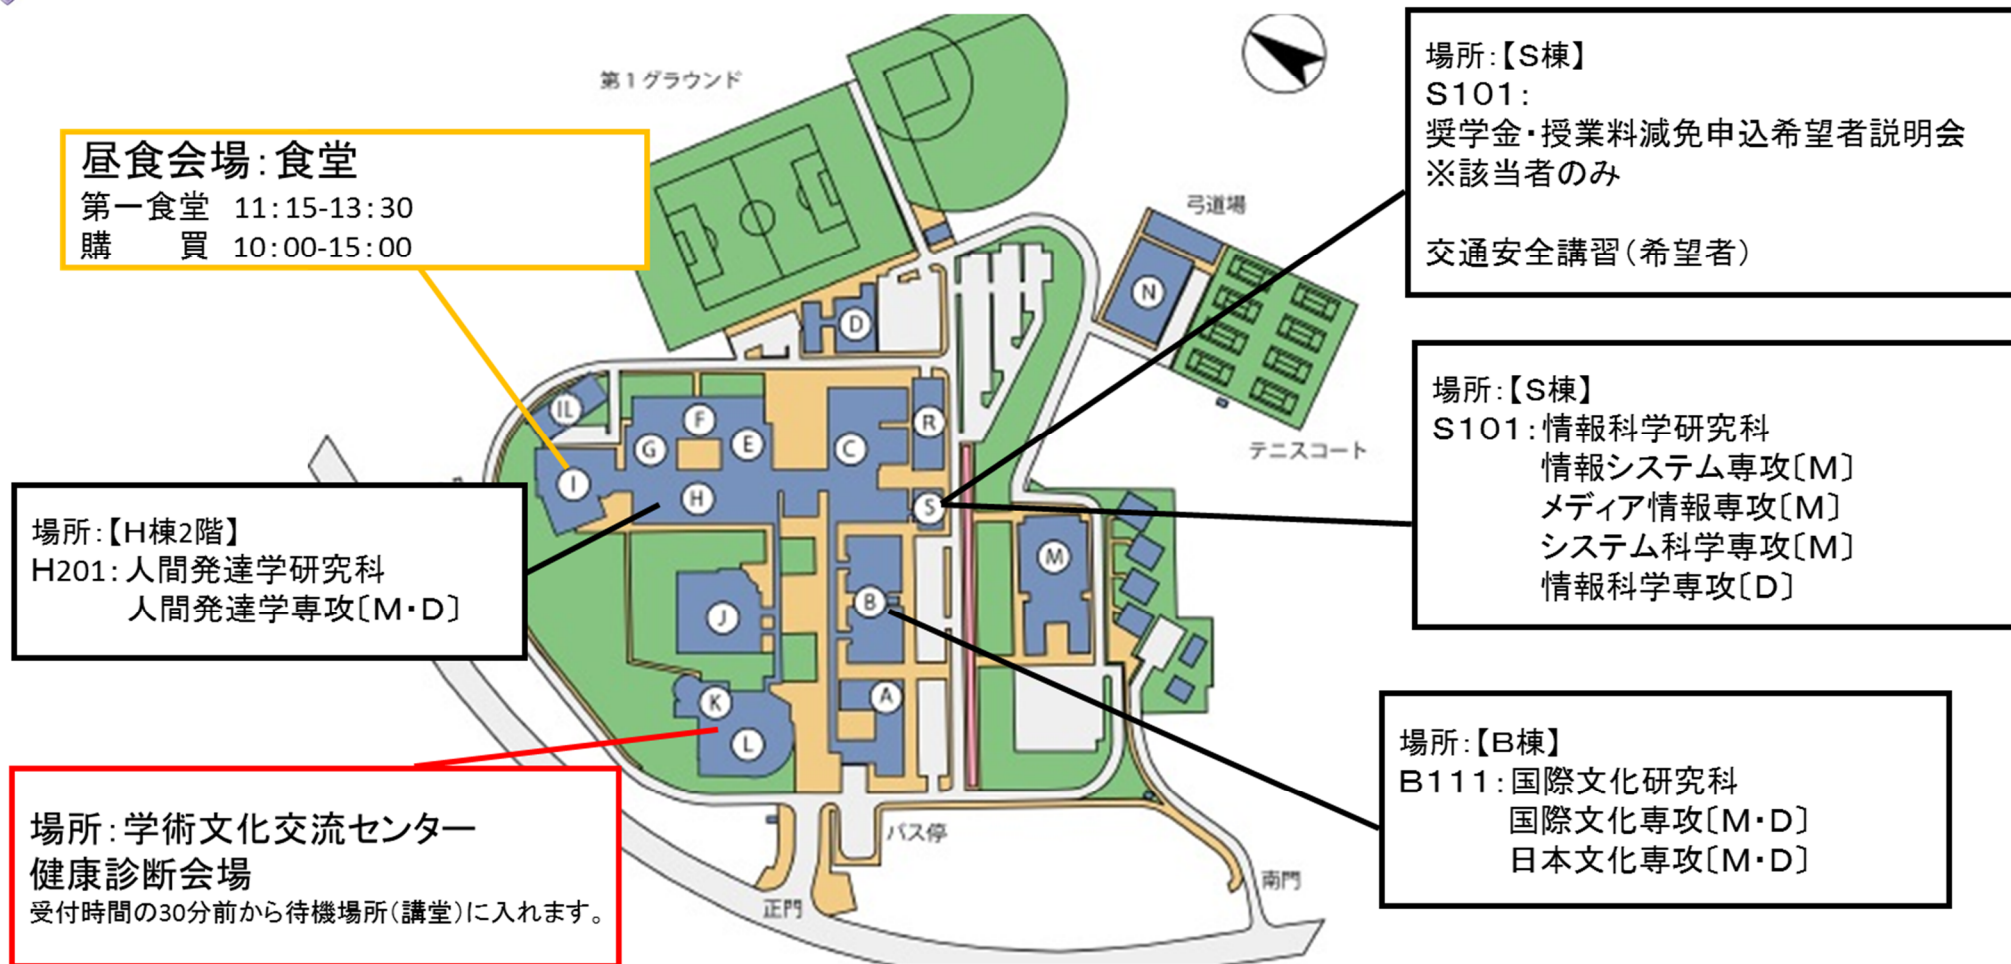 第1グラウンド
昼食会場:食堂
第一食堂 11:15-13:30
購 買 10:00-15:00
場所:【S棟】
S101:
奨学金・授業料減免申込希望者説明会
※該当者のみ
交通安全講習(希望者)
弓道場
N
D
テニスコート
場所:【S棟】
S101:情報科学研究科
情報システム専攻〔M〕
メディア情報専攻〔M〕
システム科学専攻〔M〕
情報科学専攻〔D〕
IL
F
R
G
E
C
I
H
S
M
場所:【H棟2階】
H201:人間発達学研究科
人間発達学専攻〔M・D〕
B
J
A
K
L
場所:【B棟】
B111:国際文化研究科
国際文化専攻〔M・D〕
日本文化専攻〔M・D〕
場所:学術文化交流センター
健康診断会場
受付時間の30分前から待機場所(講堂)に入れます。
バス停
正門
南門